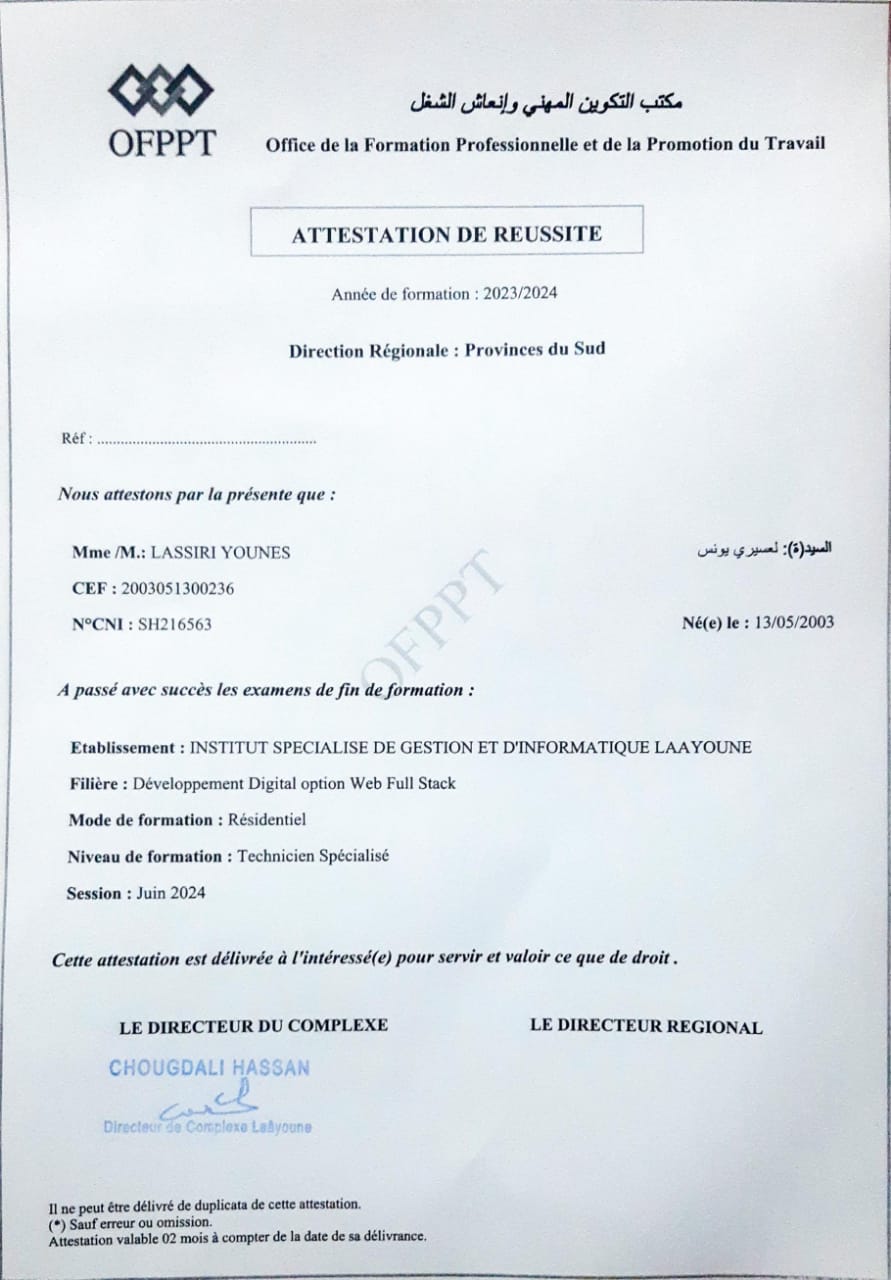 OFPPT
مكتب التكوين المهني وإنعاش الشغل
Office de la Formation Professionnelle et de la Promotion du Travail
ATTESTATION DE REUSSITE
Année de formation : 2023/2024
Direction Régionale : Provinces du Sud
Réf : ......................................................
Nous attestons par la présente que :
Mme /M.: LASSIRI YOUNES
السيد(ة): لعسيري يونس
CEF : 2003051300236
N°CNI : SH216563
Né(e) le : 13/05/2003
OFPPT
A passé avec succès les examens de fin de formation :
Etablissement : INSTITUT SPECIALISE DE GESTION ET D'INFORMATIQUE LAAYOUNE
Filière : Développement Digital option Web Full Stack
Mode de formation : Résidentiel
Niveau de formation : Technicien Spécialisé
Session : Juin 2024
Cette attestation est délivrée à l'intéressé(e) pour servir et valoir ce que de droit .
LE DIRECTEUR DU COMPLEXE
LE DIRECTEUR REGIONAL
CHOUGDALI HASSAN
Directeur de Complexe Laâyoune
Il ne peut être délivré de duplicata de cette attestation.
(*) Sauf erreur ou omission.
Attestation valable 02 mois à compter de la date de sa délivrance.